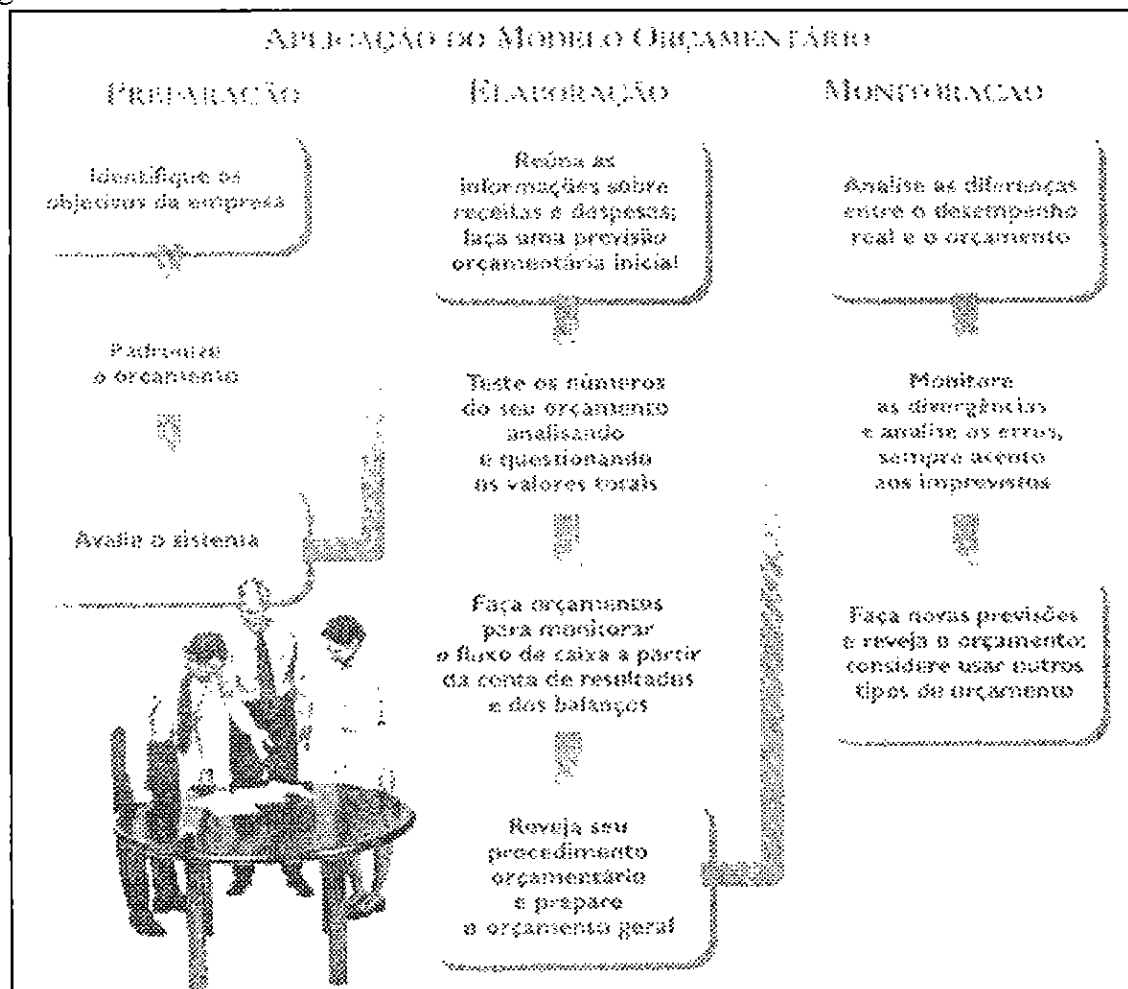 APLICAÇÃO DO MODELO ORÇAMENTÁRIO
PREPARAÇÃO
Identifique os
objetivos da empresa
Padronize
o orçamento
Avalie o sistema
ELABORAÇÃO
Reúna as
informações sobre
receitas e despesas;
faça uma previsão
orçamentária inicial
Teste os números
do seu orçamento
analisando
e questionando
os valores totais
Faça orçamentos
para monitorar
o fluxo de caixa a partir
da conta de resultados
e dos balanços
Reveja seu
procedimento
orçamentário
e prepare
o orçamento geral
MONITORAÇAO
Analise as diferenças
entre o desempenho
real e o orçamento
Monitore
as divergências
e analise os erros,
sempre atento
aos imprevistos
Faça novas previsões
e reveja o orçamento;
considere usar outros
tipos de orçamento